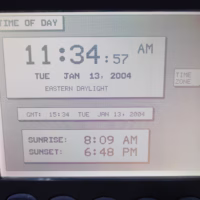 TIME OF DAY
11:34:57 AM
TUE JAN 13, 2004
EASTERN DAYLIGHT
TIME
ZONE
GMT: 15:34 TUE JAN 13, 2004
SUNRISE: 8:09 AM
SUNSET: 6:48 PM